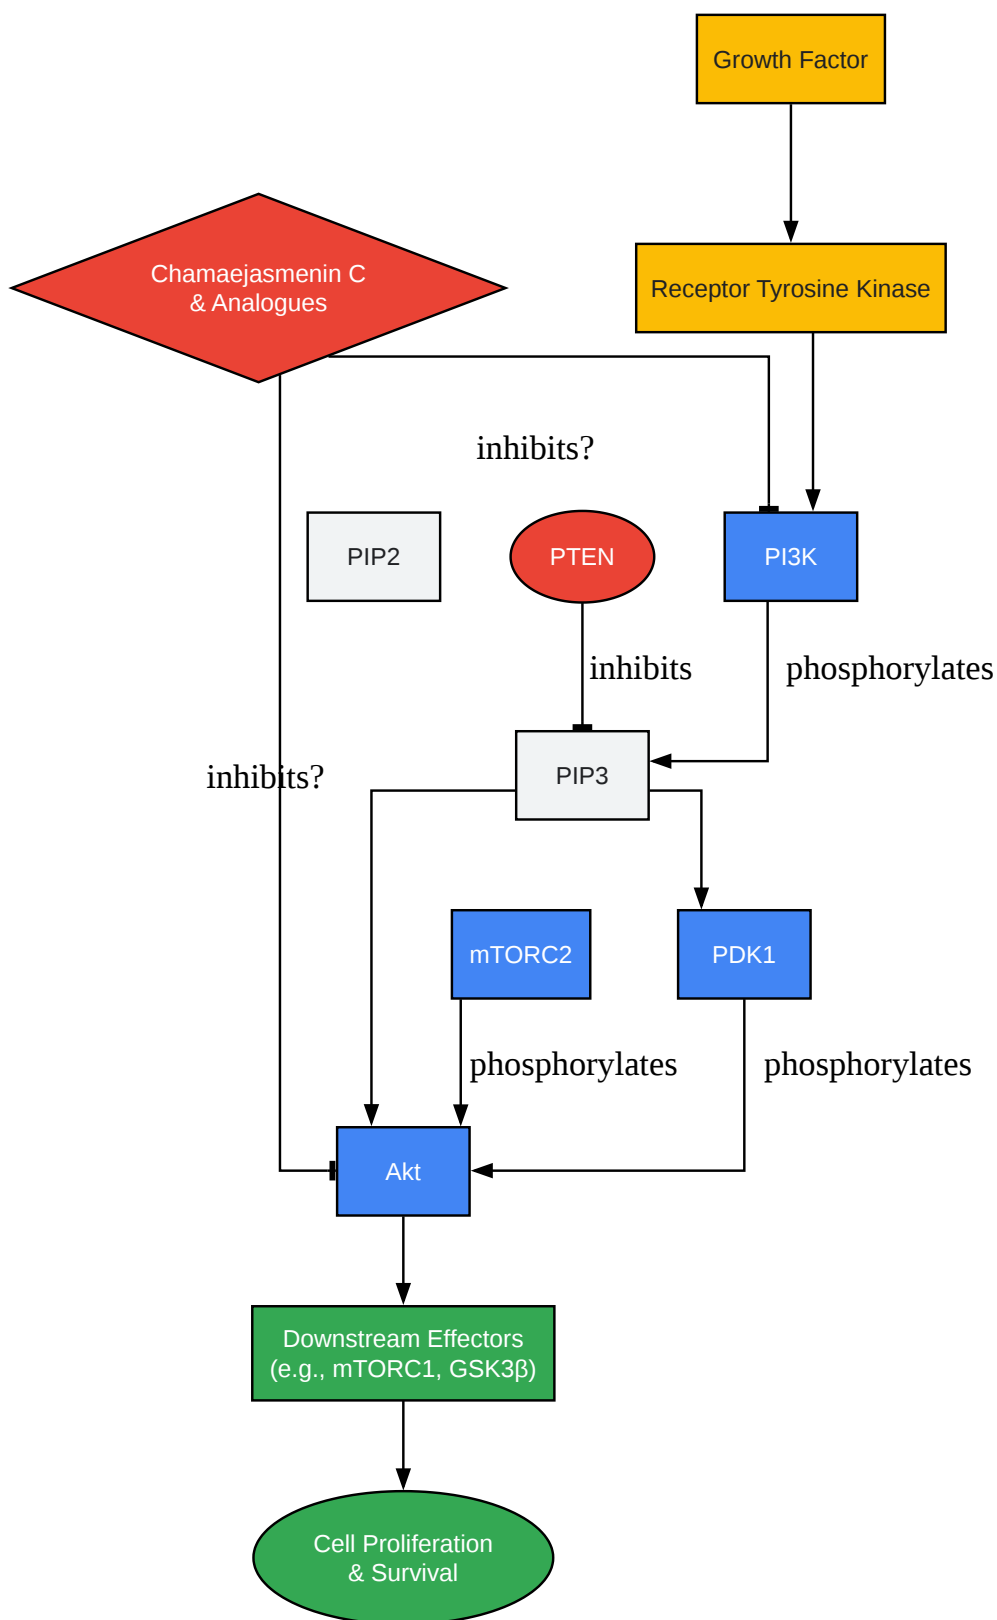 Growth Factor
Chamaejasmenin C
& Analogues
Receptor Tyrosine Kinase
inhibits?
PIP2
PTEN
PI3K
inhibits
phosphorylates
inhibits?
PIP3
mTORC2
PDK1
phosphorylates
phosphorylates
Akt
Downstream Effectors
(e.g., mTORC1, GSK3β)
Cell Proliferation
& Survival